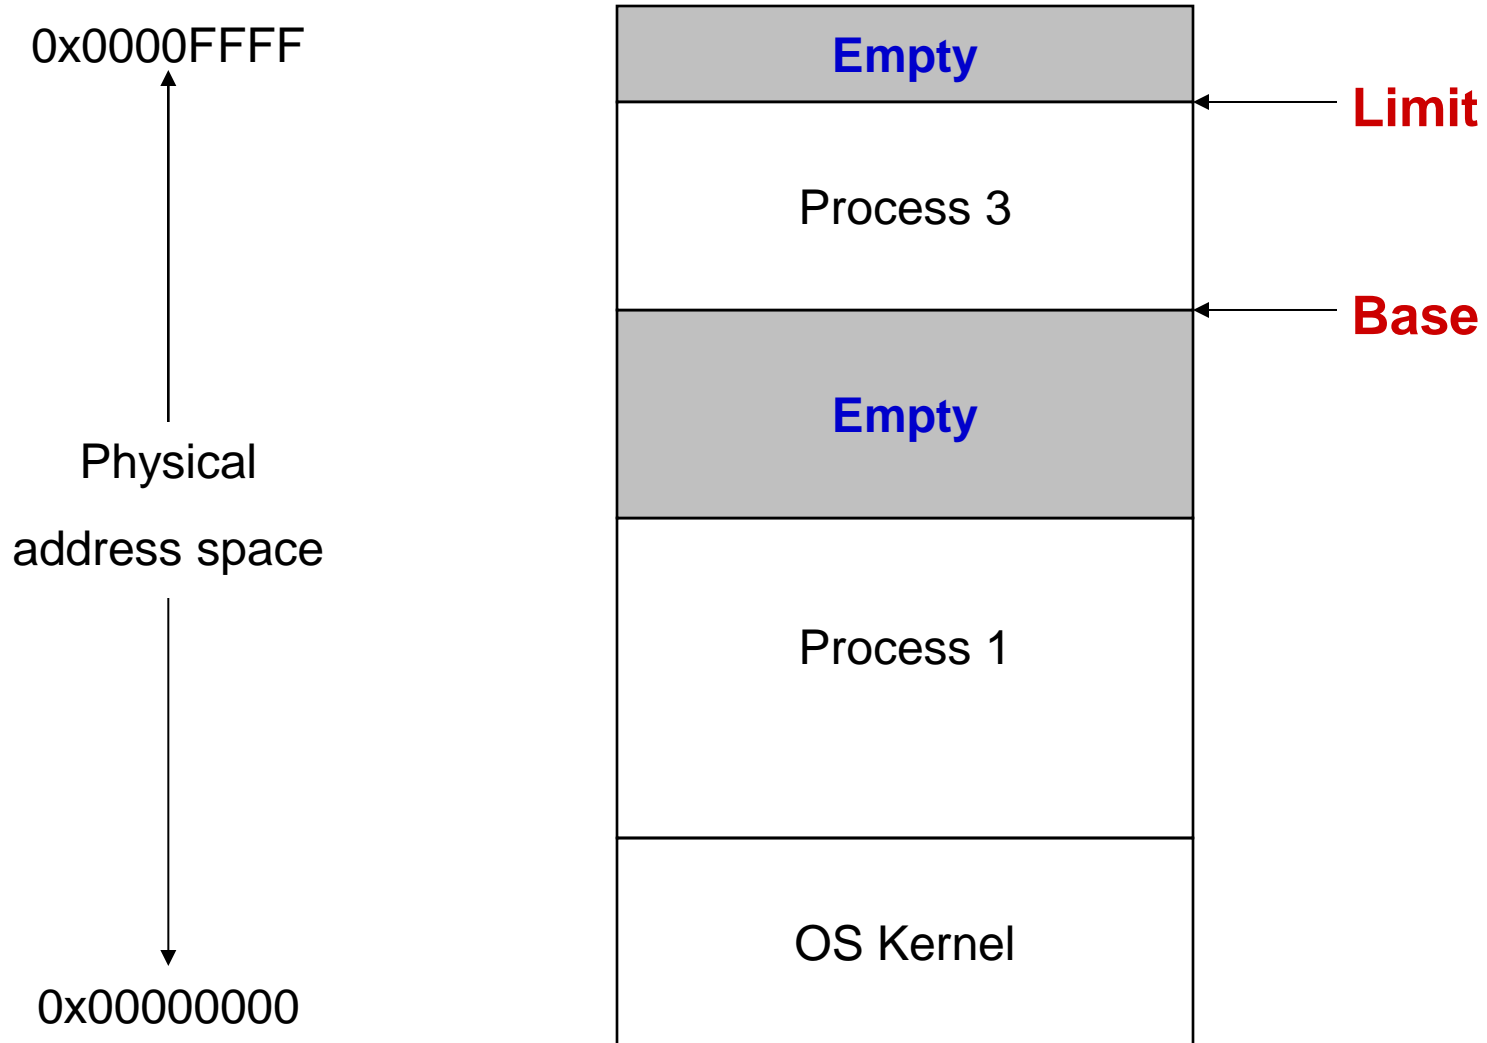 0x0000FFFF
Empty
Limit
Process 3
Base
Empty
Physical
address space
Process 1
OS Kernel
0x00000000